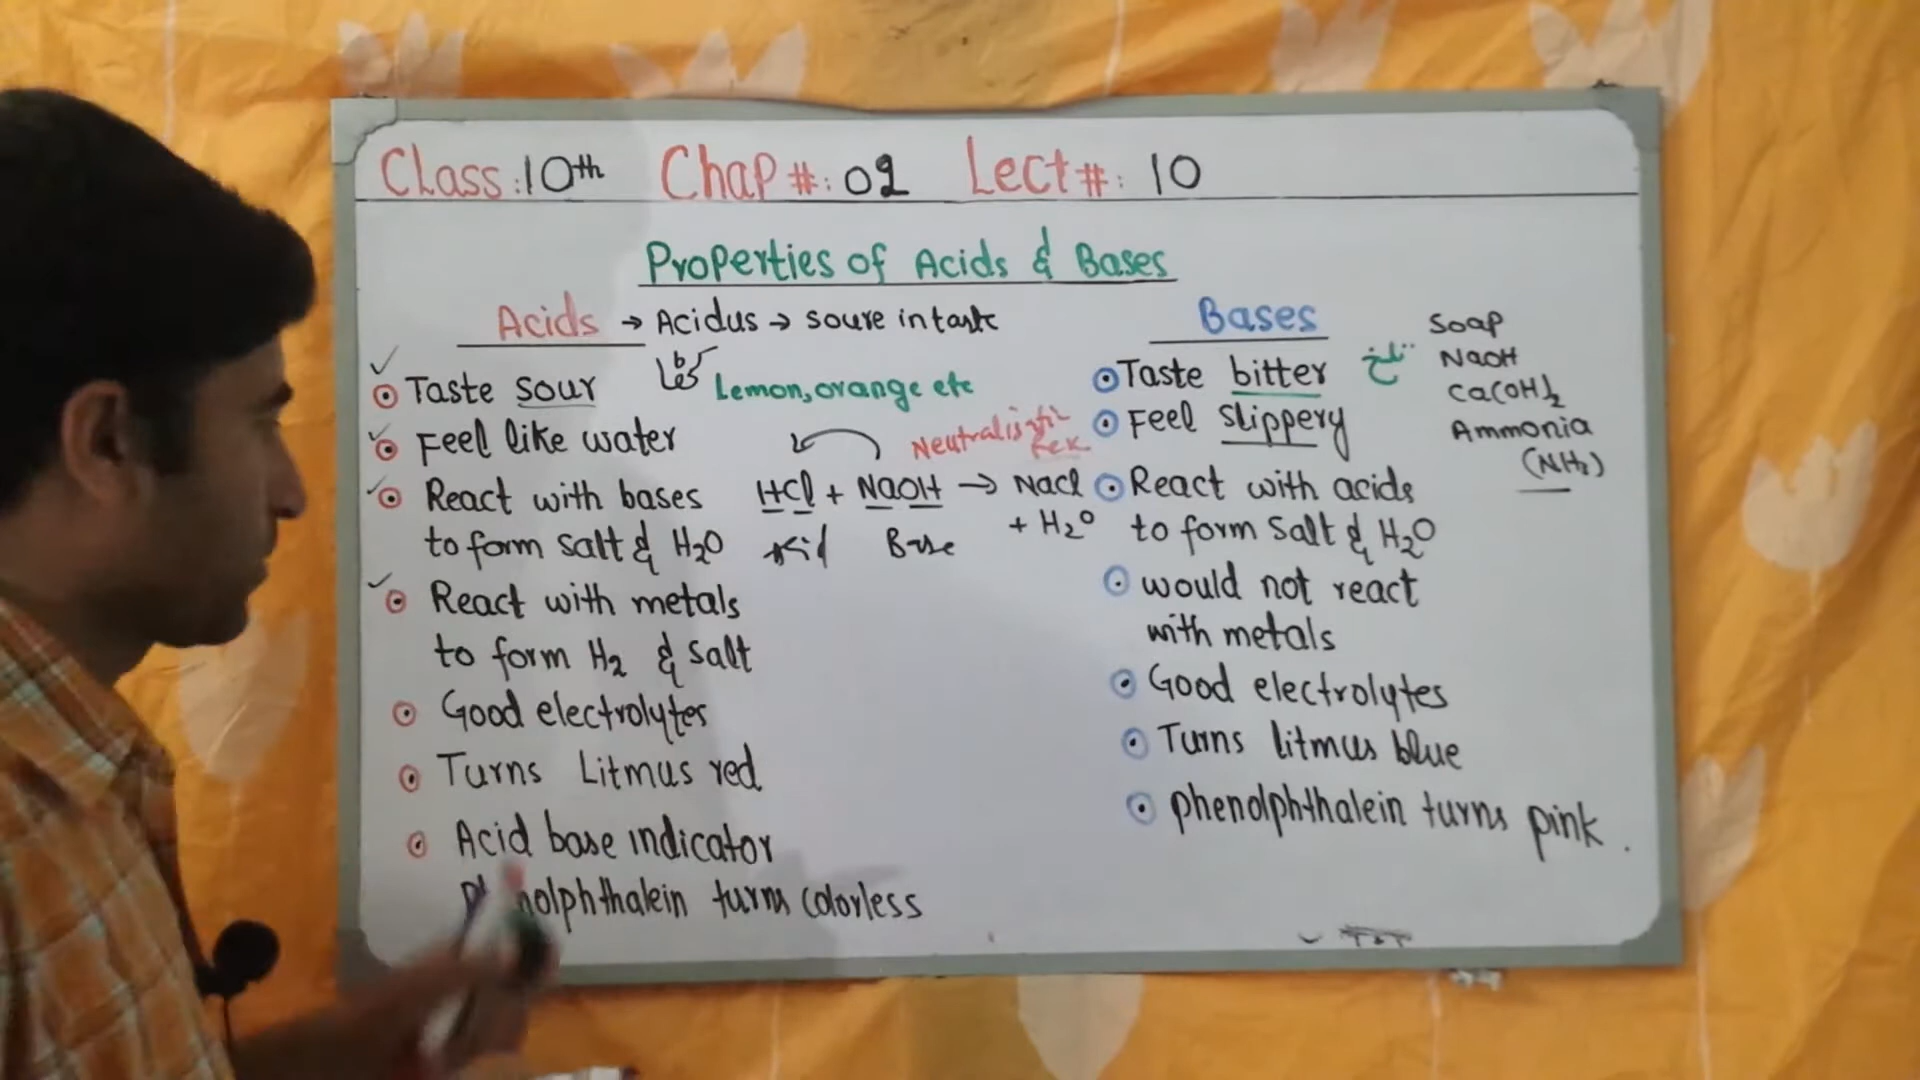 Class: 10th Chap #: 02 Lect #: 10
Properties of Acids & Bases
Acids → Acidus → soure in taste
Taste sour
Lemon, orange etc
Feel like water
React with bases
to form salt & H2O
HCl + NaOH → NaCl
+ H2O
Acid Base
React with metals
to form H2 & salt
Good electrolytes
Turns Litmus red
Acid base indicator
Phenolphthalein turns colorless
Bases
Taste bitter تلخ
Feel slippery
React with acids
to form salt & H2O
would not react
with metals
Good electrolytes
Turns litmus blue
phenolphthalein turns pink.
Soap
NaOH
Ca(OH)2
Ammonia
(NH3)